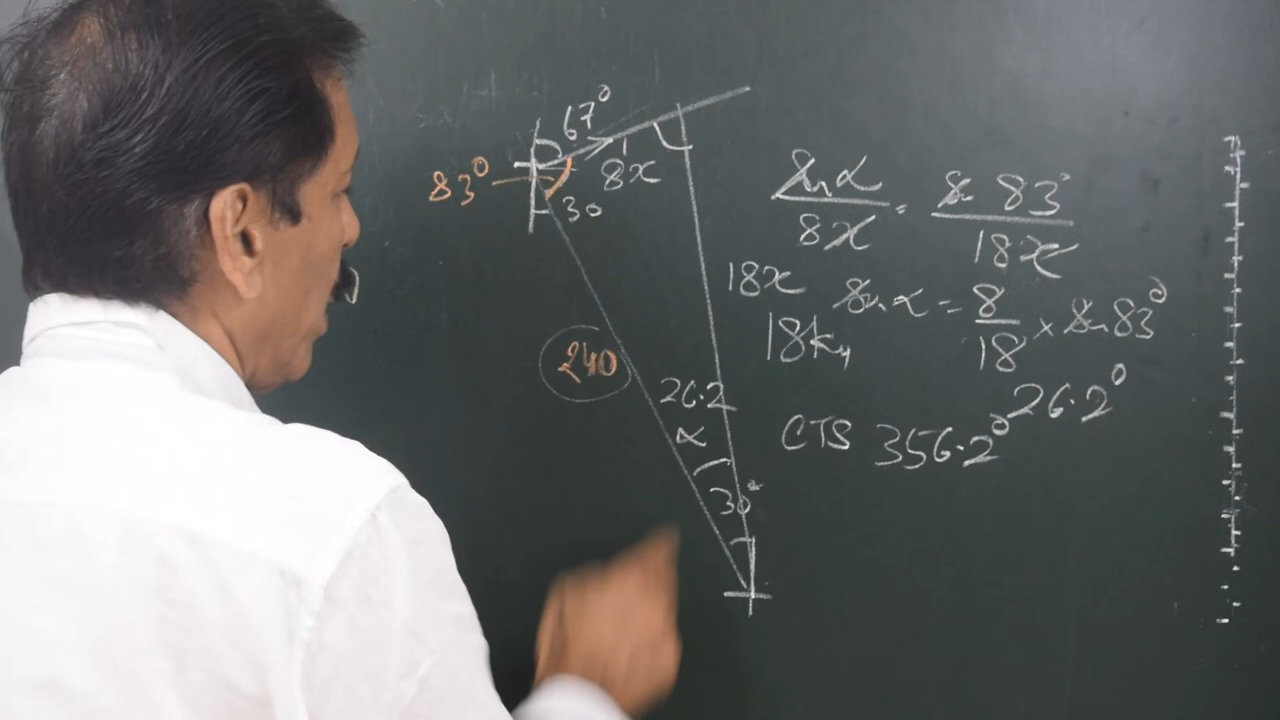 67°
83°
8x
30
sin α / 8x = sin 83° / 18x
18x
sin α = 8/18 × sin 83°
18kts
240
26.2
26.2°
α
CTS 356.2°
30°